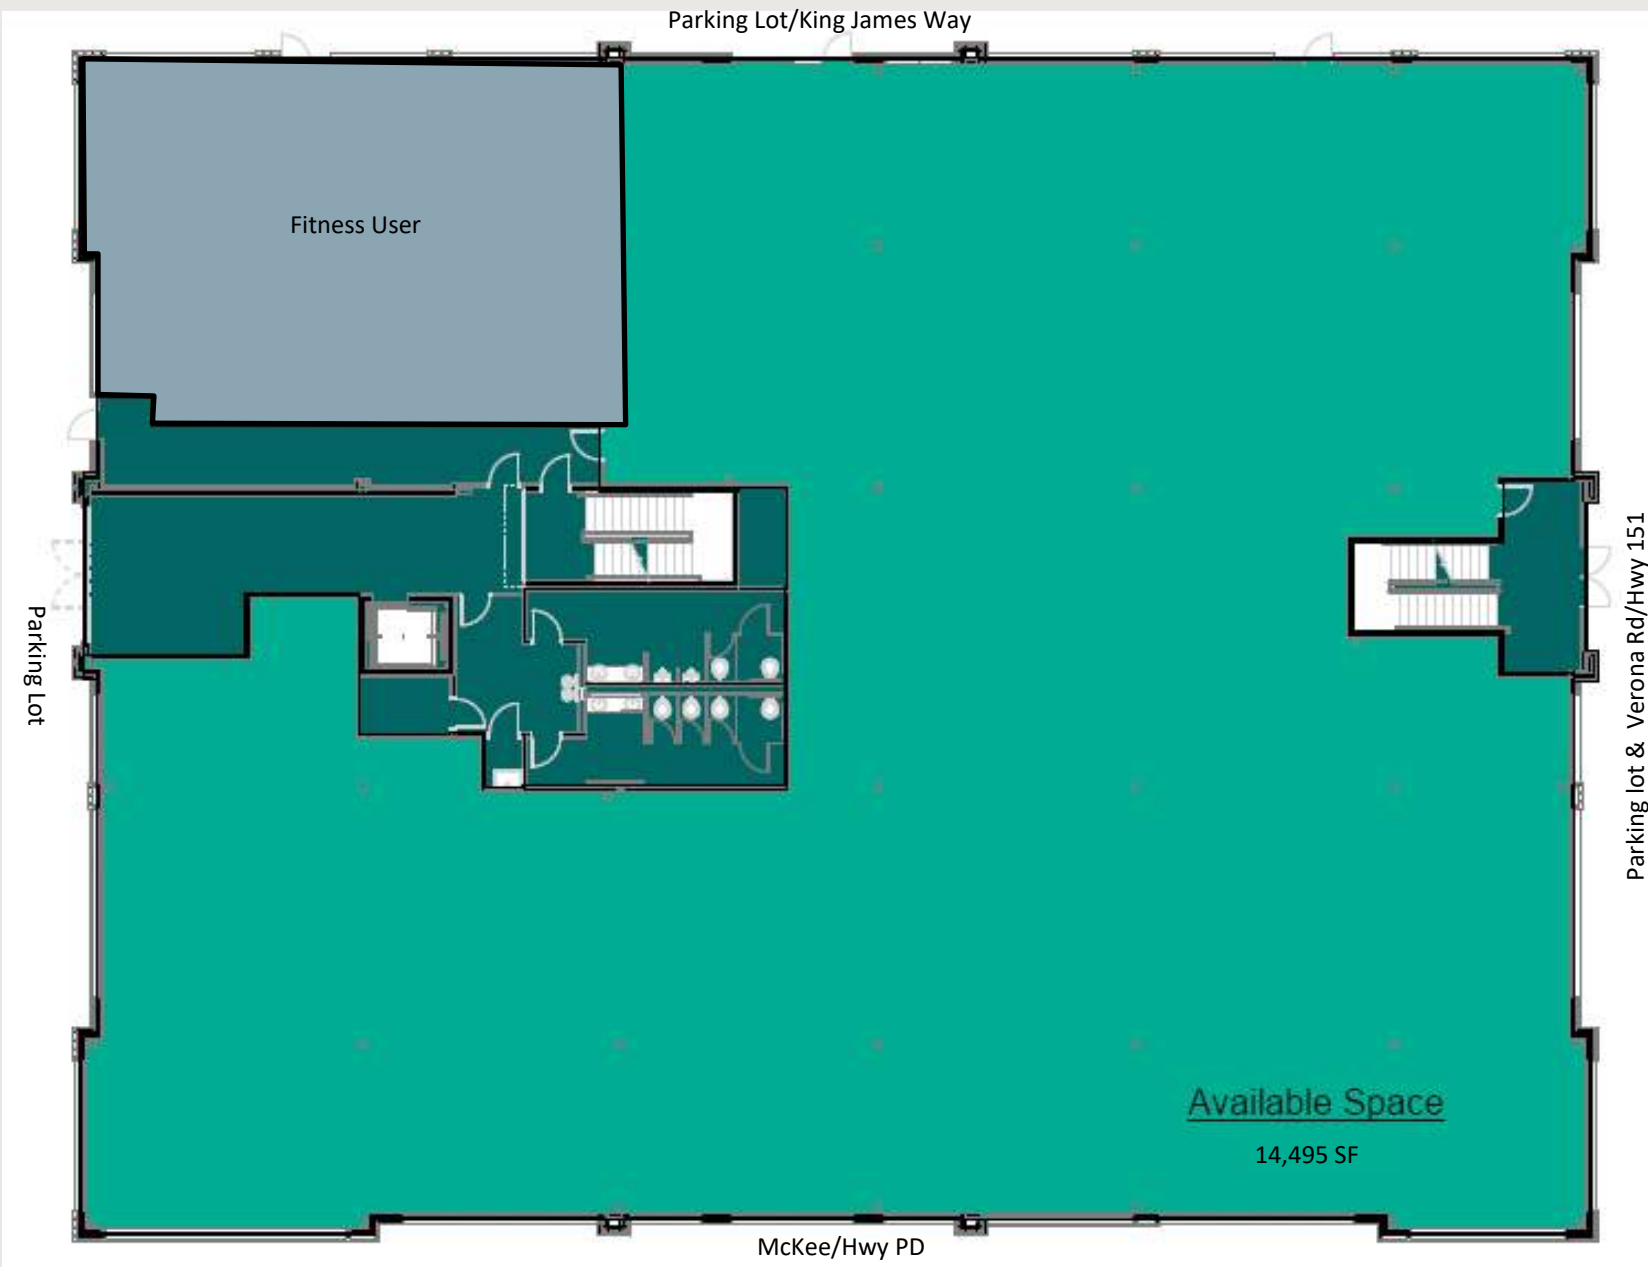 Parking Lot/King James Way
Fitness User
Parking Lot
Parking lot & Verona Rd/Hwy 151
Available Space
14,495 SF
McKee/Hwy PD